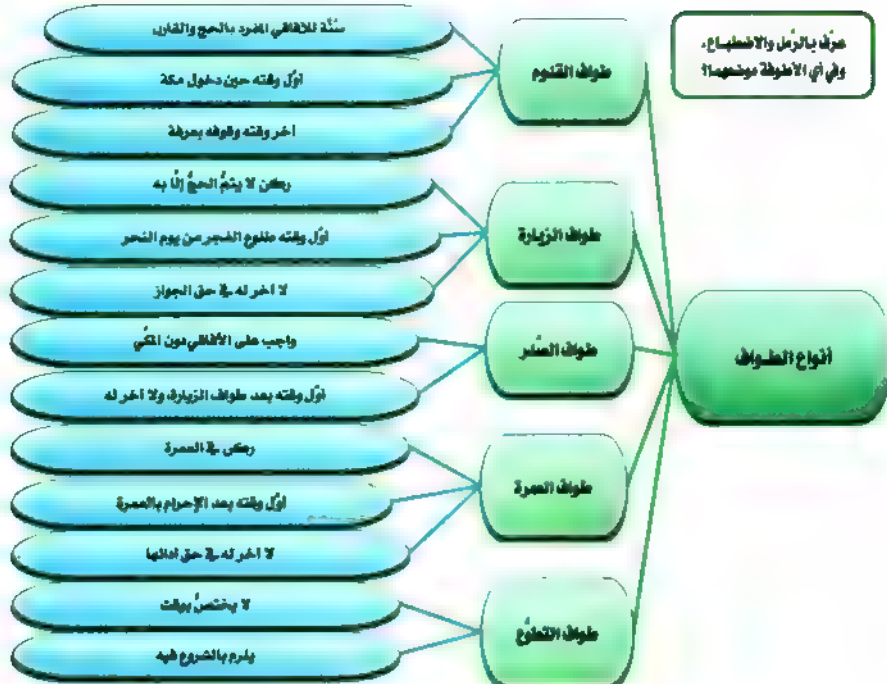 عرّف بالرَّمل والاضطباع،
وفي أي الأطوفة موضعهما؟
أنواع الطواف
طواف القدوم
سُنَّة للآفاقي المفرد بالحج والقارن
أوّل وقته حين دخول مكة
آخر وقته وقوفه بعرفة
طواف الزيارة
ركن لا يتمُّ الحجُّ إلَّا به
أوّل وقته طلوع الفجر من يوم النحر
لا آخر له في حق الجواز
طواف الصَّدر
واجب على الآفاقي دون المكّي
أوّل وقته بعد طواف الزيارة، ولا آخر له
طواف العمرة
ركن في العمرة
أوّل وقته بعد الإحرام بالعمرة
لا آخر له في حق أدائها
طواف التطوُّع
لا يختصُّ بوقت
يلزم بالشروع فيه